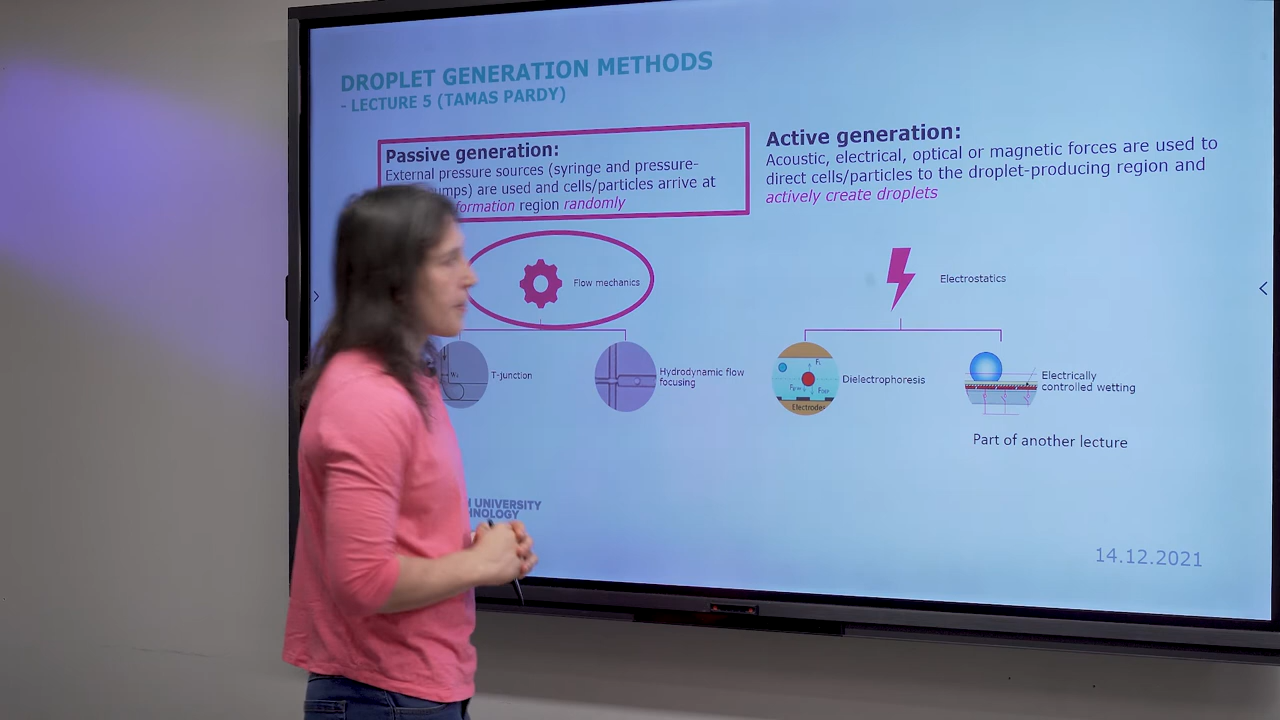 DROPLET GENERATION METHODS
- LECTURE 5 (TAMAS PARDY)
Passive generation:
External pressure sources (syringe and pressure-
are used and cells/particles arrive at
formation region randomly
Active generation:
Acoustic, electrical, optical or magnetic forces are used to
direct cells/particles to the droplet-producing region and
actively create droplets
Flow mechanics
Electrostatics
T-junction
Hydrodynamic flow
focusing
Electrode
Dielectrophoresis
Electrically
controlled wetting
Part of another lecture
UNIVERSITY
14.12.2021